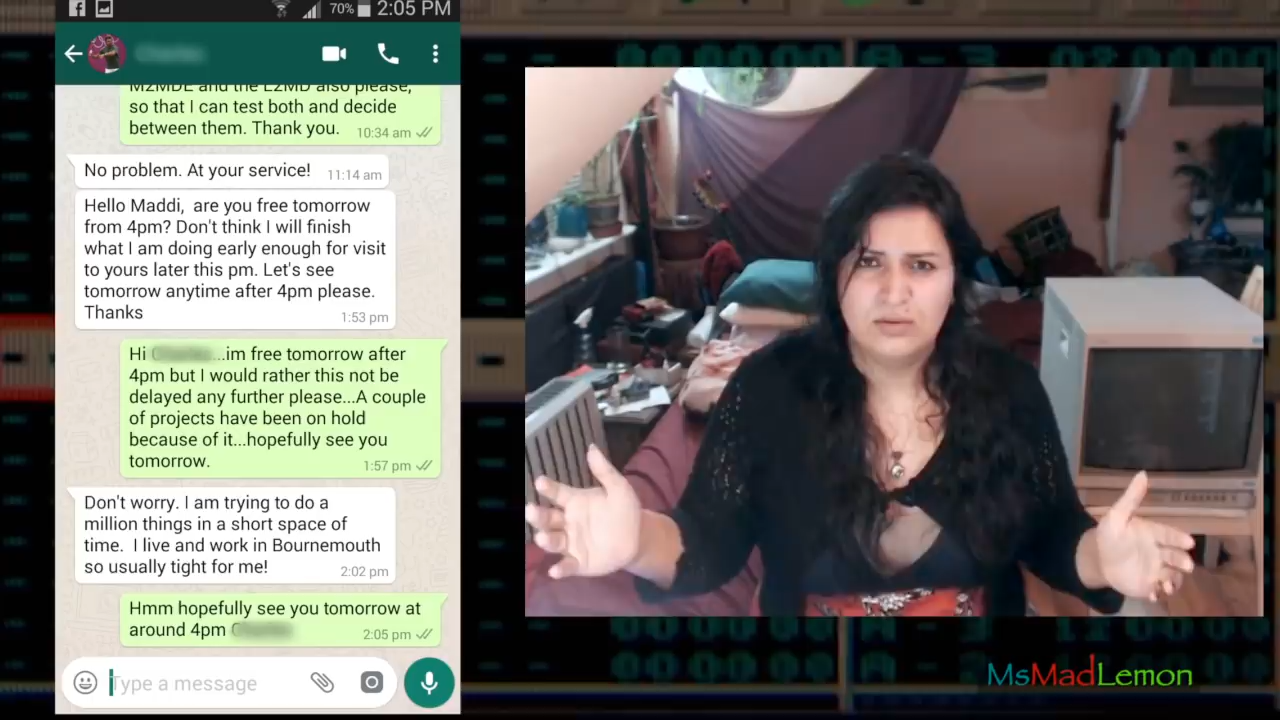 70% 2:05 PM
M2MDE and the E2MD also please,
so that I can test both and decide
between them. Thank you. 10:34 am
No problem. At your service! 11:14 am
Hello Maddi, are you free tomorrow
from 4pm? Don't think I will finish
what I am doing early enough for visit
to yours later this pm. Let's see
tomorrow anytime after 4pm please.
Thanks 1:53 pm
Hi ...im free tomorrow after
4pm but I would rather this not be
delayed any further please...A couple
of projects have been on hold
because of it...hopefully see you
tomorrow. 1:57 pm
Don't worry. I am trying to do a
million things in a short space of
time. I live and work in Bournemouth
so usually tight for me! 2:02 pm
Hmm hopefully see you tomorrow at
around 4pm 2:05 pm
Type a message
MsMadLemon